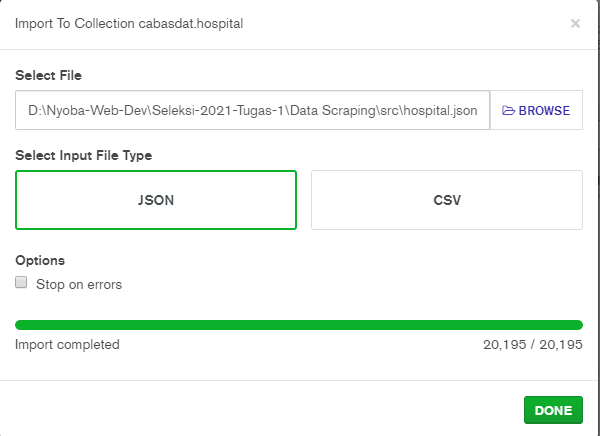 Import To Collection cabasdat.hospital ×
Select File
D:\Nyoba-Web-Dev\Seleksi-2021-Tugas-1\Data Scraping\src\hospital.json BROWSE
Select Input File Type
JSON CSV
Options
Stop on errors
Import completed 20,195 / 20,195
DONE